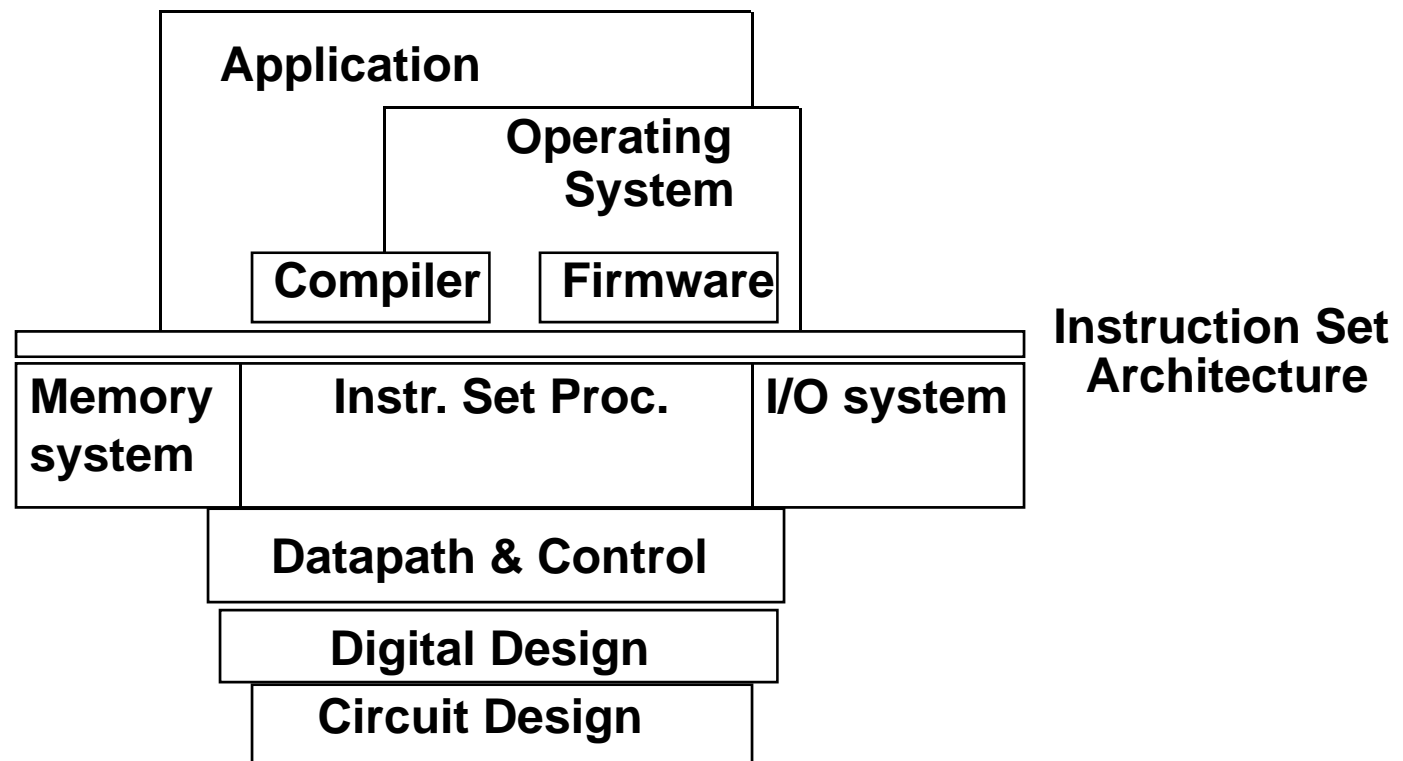 Application
Operating
System
Compiler
Firmware
Instruction Set
Architecture
Memory
system
Instr. Set Proc.
I/O system
Datapath & Control
Digital Design
Circuit Design